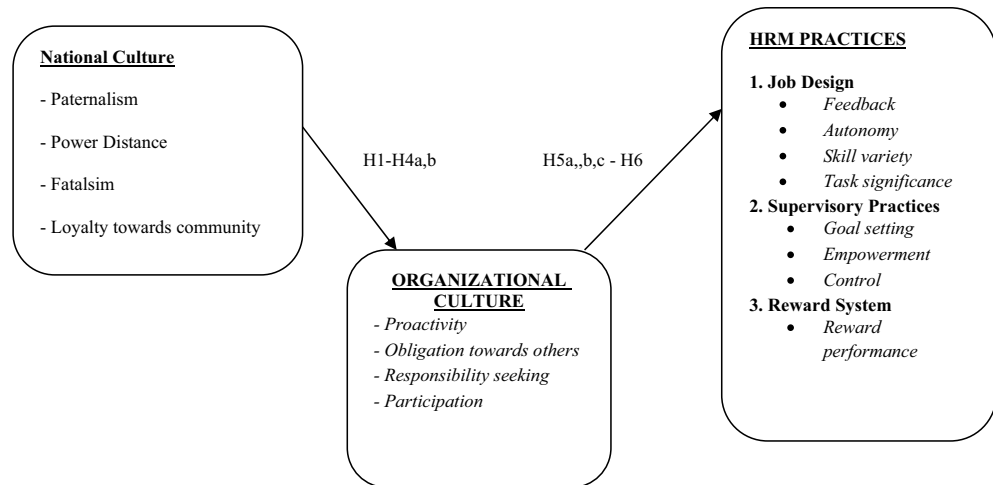 National Culture
- Paternalism
- Power Distance
- Fatalsim
- Loyalty towards community
H1-H4a,b
ORGANIZATIONAL
CULTURE
- Proactivity
- Obligation towards others
- Responsibility seeking
- Participation
H5a,,b,c - H6
HRM PRACTICES
1. Job Design
• Feedback
• Autonomy
• Skill variety
• Task significance
2. Supervisory Practices
• Goal setting
• Empowerment
• Control
3. Reward System
• Reward
performance